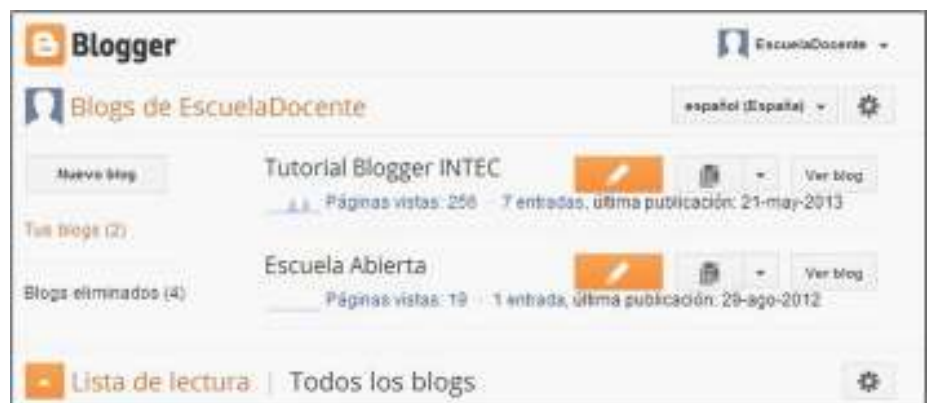 Blogger
EscuelaDocente
Blogs de EscuelaDocente
español (España)
Nuevo blog
Tutorial Blogger INTEC
Ver blog
Páginas vistas: 256 · 7 entradas, última publicación: 21-may-2013
Tus blogs (2)
Escuela Abierta
Ver blog
Blogs eliminados (4)
Páginas vistas: 19 · 1 entrada, última publicación: 29-ago-2012
Lista de lectura | Todos los blogs